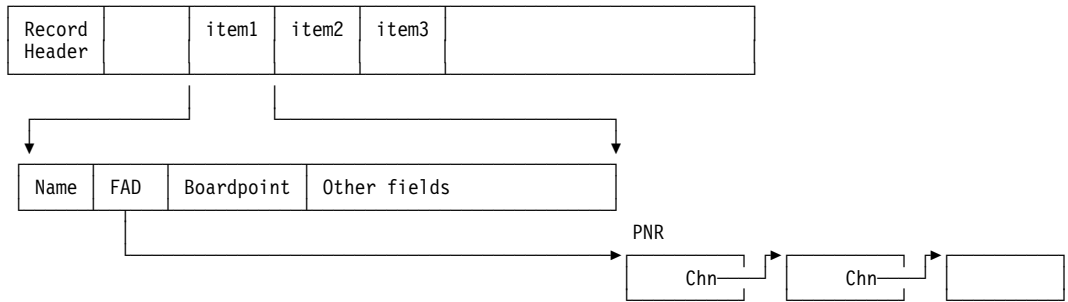 Record item1 item2 item3
Header
Name FAD Boardpoint Other fields
PNR
Chn Chn